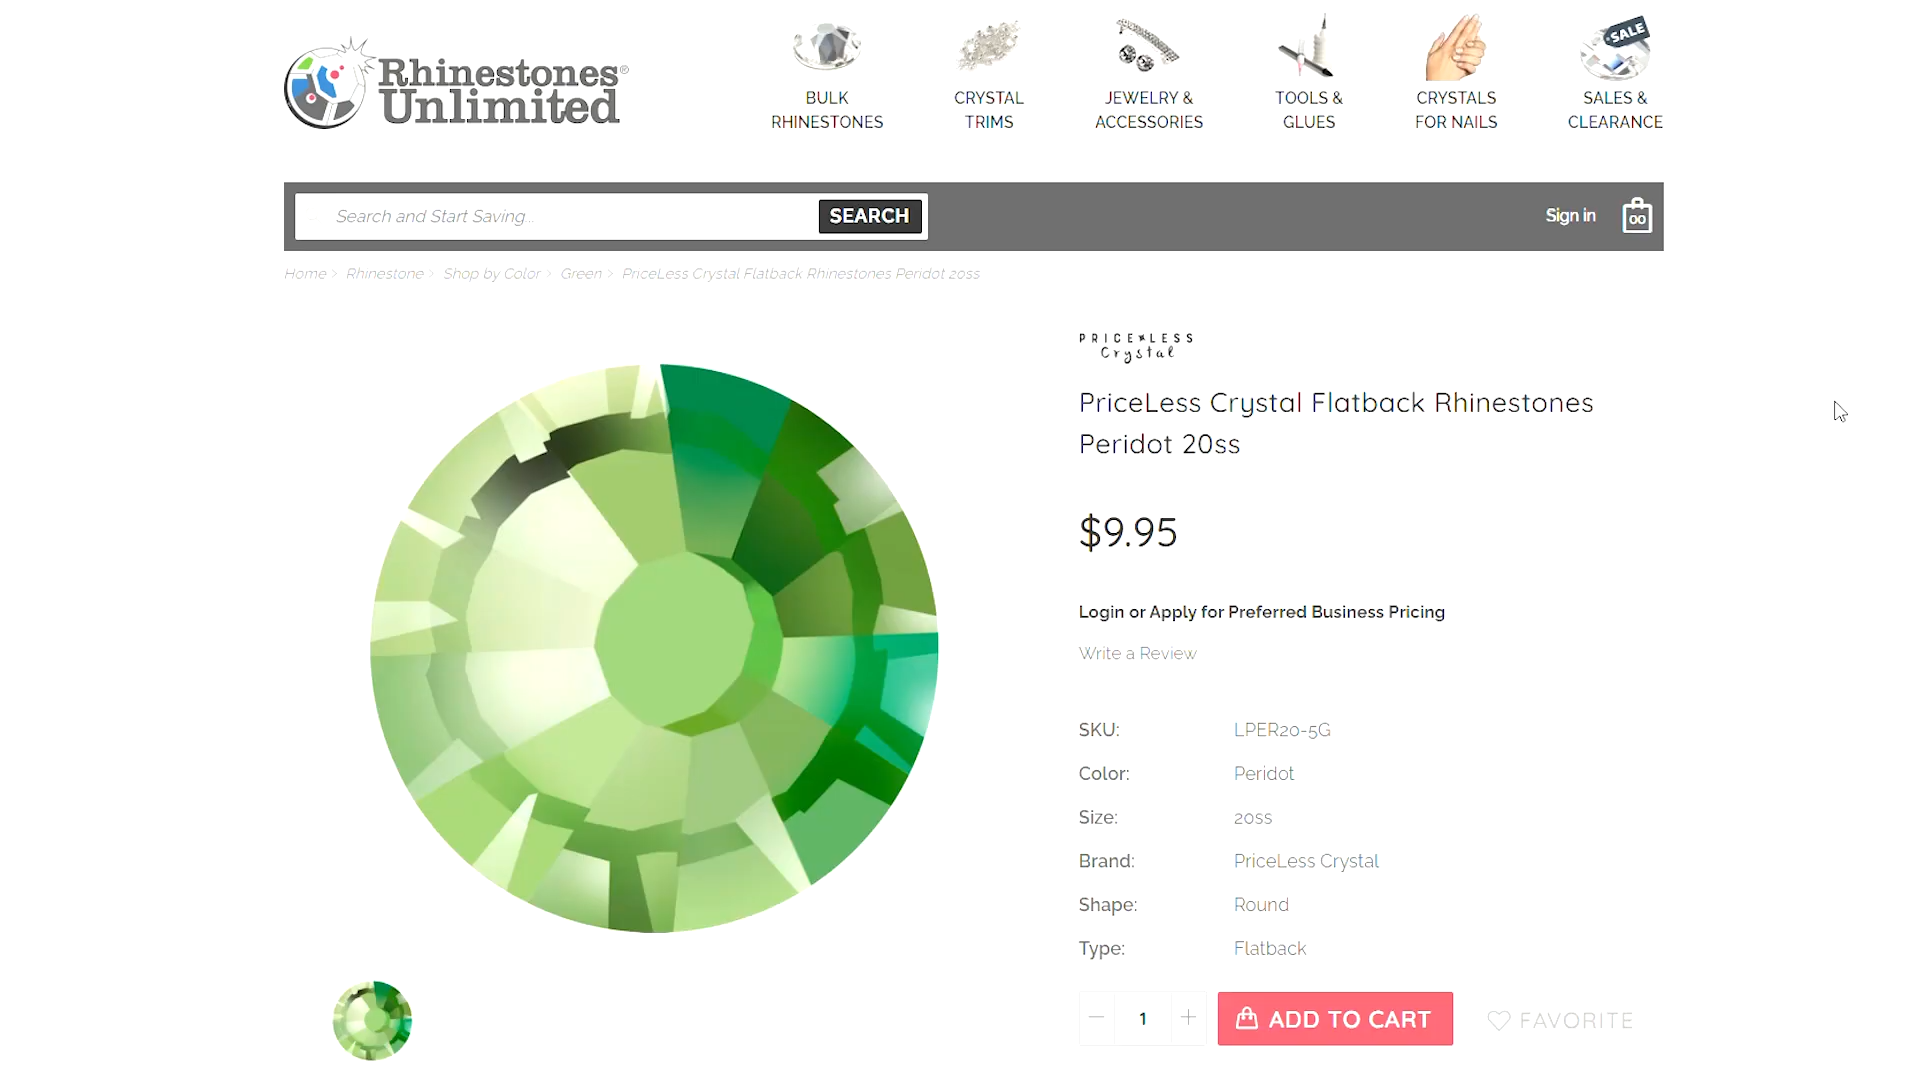 Rhinestones®
Unlimited
BULK
RHINESTONES
CRYSTAL
TRIMS
JEWELRY &
ACCESSORIES
TOOLS &
GLUES
CRYSTALS
FOR NAILS
SALE
SALES &
CLEARANCE
Search and Start Saving...
SEARCH
Sign in
00
Home > Rhinestone > Shop by Color > Green > PriceLess Crystal Flatback Rhinestones Peridot 20ss
PRICE LESS
Crystal
PriceLess Crystal Flatback Rhinestones
Peridot 20ss
$9.95
Login or Apply for Preferred Business Pricing
Write a Review
SKU: LPER20-5G
Color: Peridot
Size: 20ss
Brand: PriceLess Crystal
Shape: Round
Type: Flatback
— 1 + ADD TO CART FAVORITE